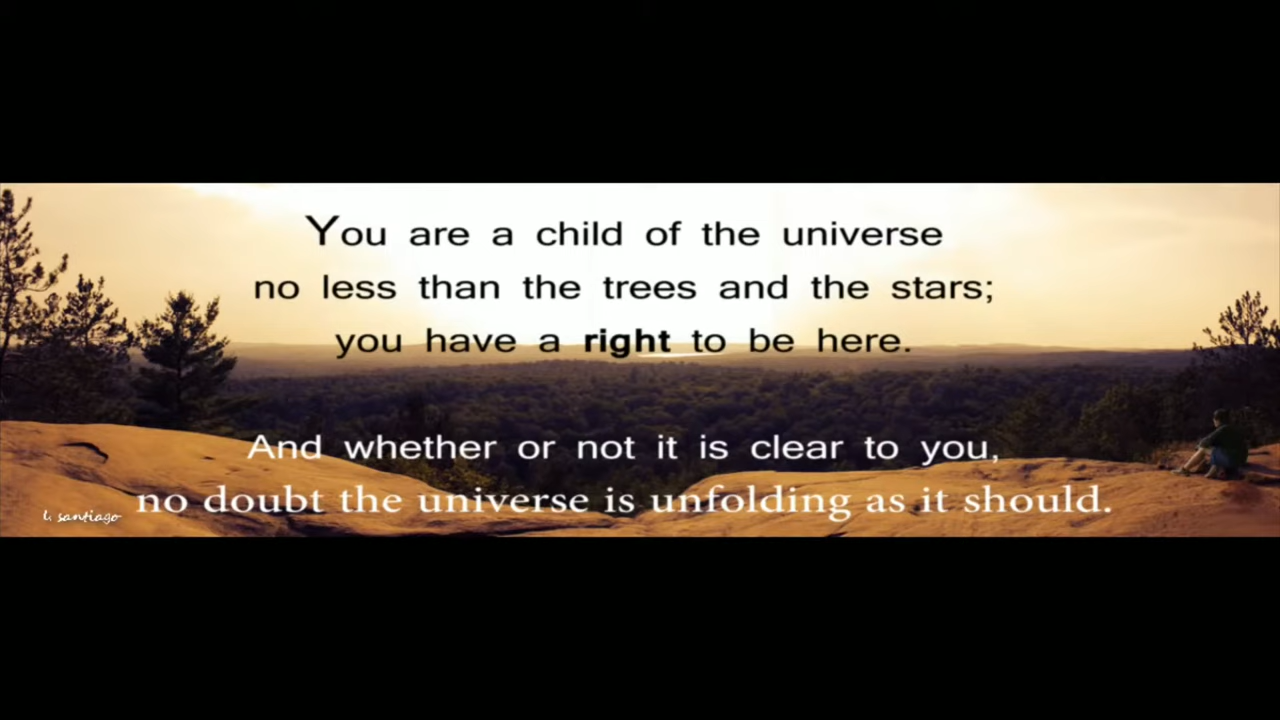 You are a child of the universe
no less than the trees and the stars;
you have a right to be here.
And whether or not it is clear to you,
no doubt the universe is unfolding as it should.
l. santiago